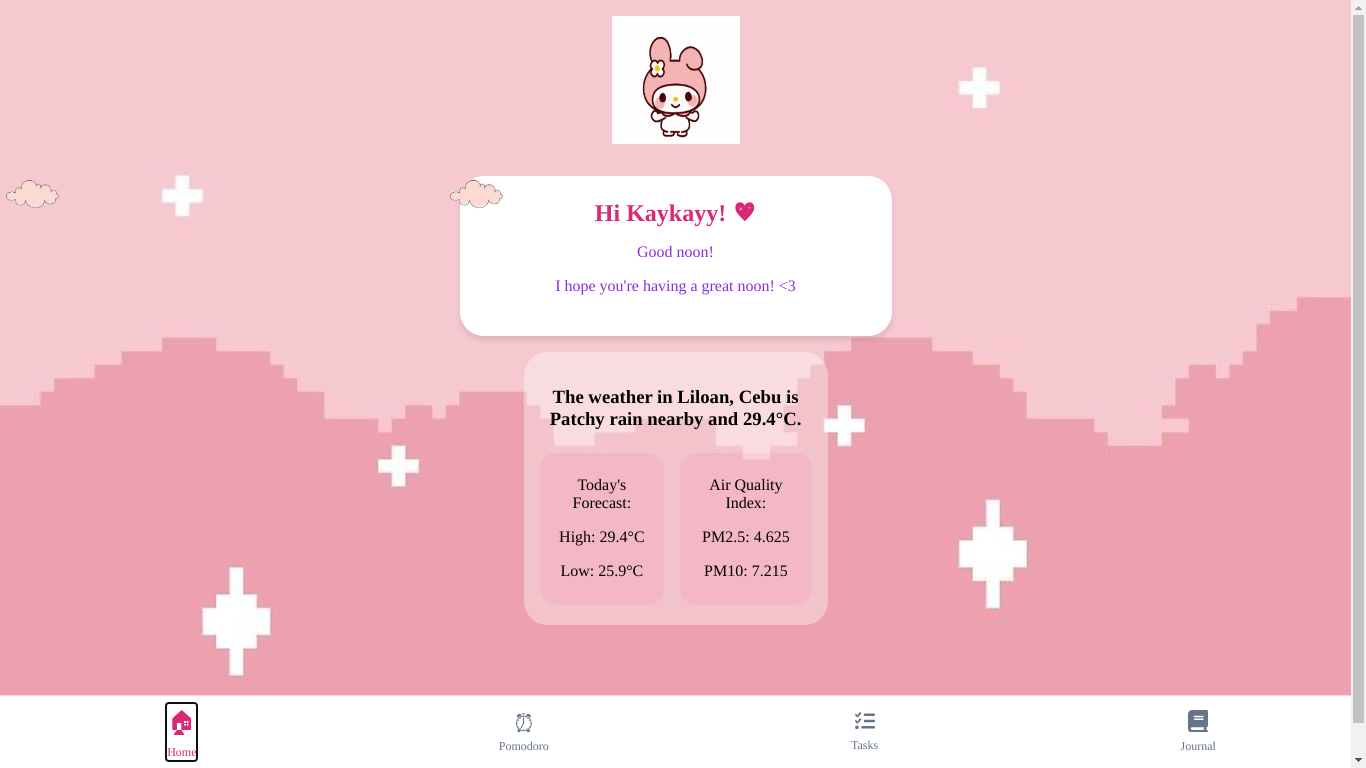 Hi Kaykayy!
Good noon!
I hope you're having a great noon! <3
The weather in Liloan, Cebu is
Patchy rain nearby and 29.4°C.
Today's
Forecast:
High: 29.4°C
Low: 25.9°C
Air Quality
Index:
PM2.5: 4.625
PM10: 7.215
Home
Pomodoro
Tasks
Journal